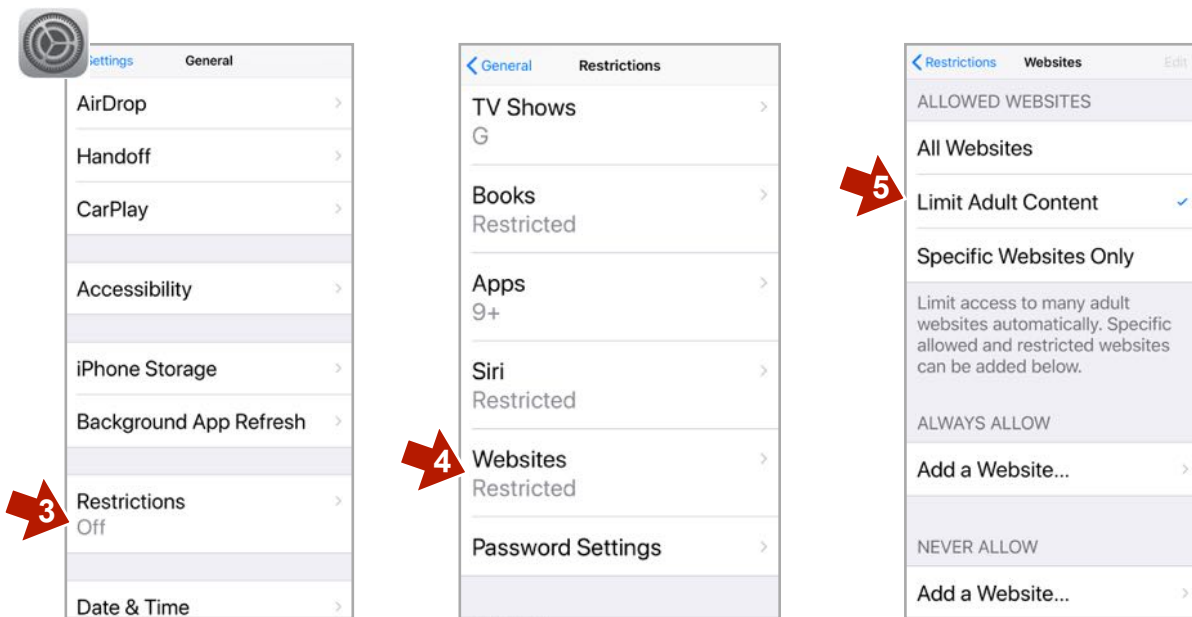 Settings General
AirDrop
Handoff
CarPlay
Accessibility
iPhone Storage
Background App Refresh
3
Restrictions
Off
Date & Time
General Restrictions
TV Shows
G
Books
Restricted
Apps
9+
Siri
Restricted
4
Websites
Restricted
Password Settings
Restrictions Websites Edit
ALLOWED WEBSITES
All Websites
5
Limit Adult Content
Specific Websites Only
Limit access to many adult
websites automatically. Specific
allowed and restricted websites
can be added below.
ALWAYS ALLOW
Add a Website...
NEVER ALLOW
Add a Website...